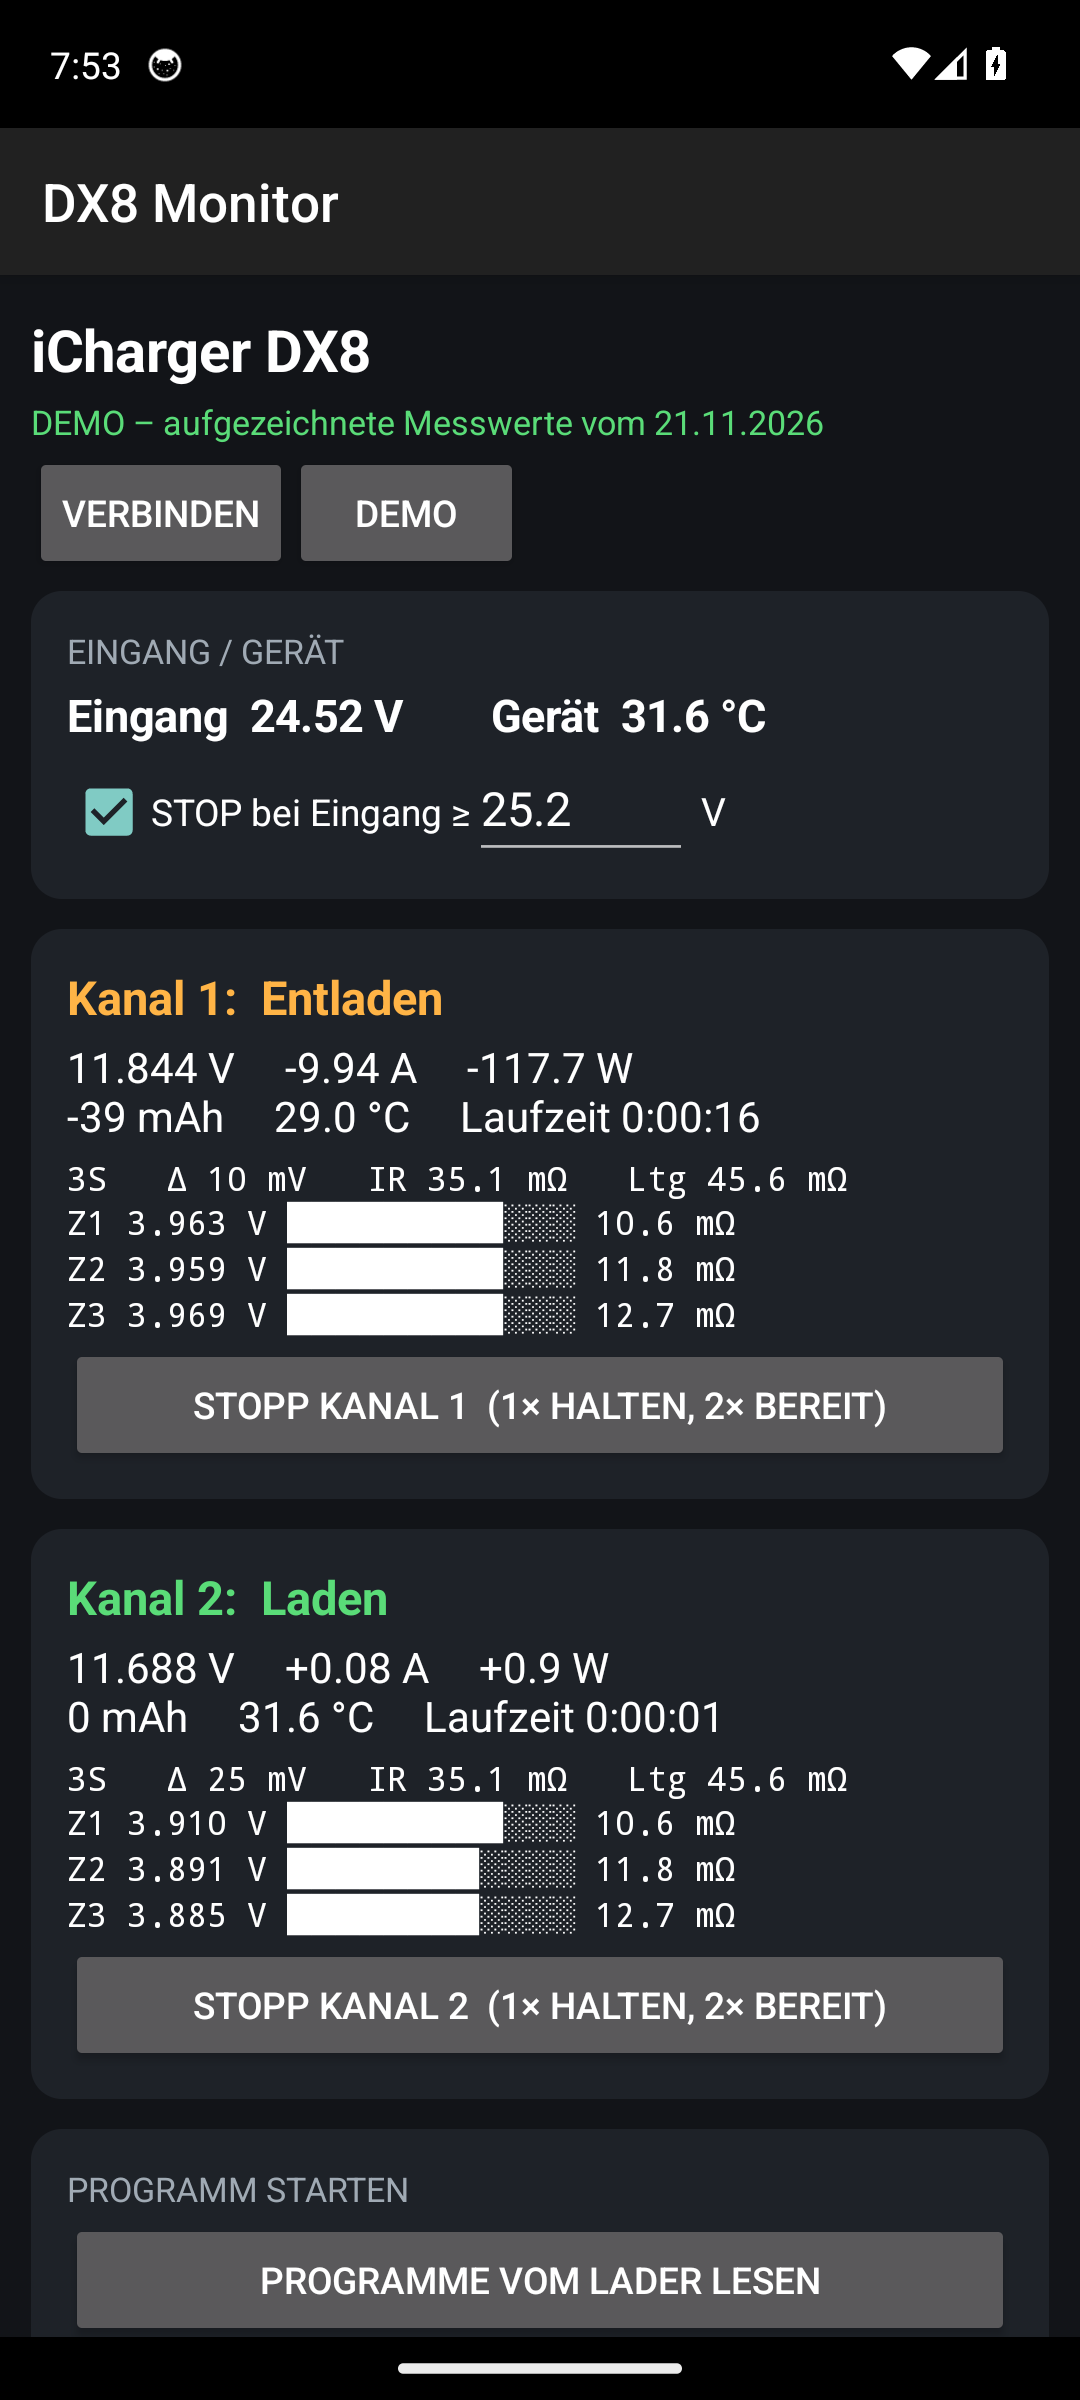 7:53
DX8 Monitor
iCharger DX8
DEMO – aufgezeichnete Messwerte vom 21.11.2026
VERBINDEN DEMO
EINGANG / GERÄT
Eingang 24.52 V Gerät 31.6 °C
STOP bei Eingang ≥ 25.2 V
Kanal 1: Entladen
11.844 V -9.94 A -117.7 W
-39 mAh 29.0 °C Laufzeit 0:00:16
3S Δ 10 mV IR 35.1 mΩ Ltg 45.6 mΩ
Z1 3.963 V 10.6 mΩ
Z2 3.959 V 11.8 mΩ
Z3 3.969 V 12.7 mΩ
STOPP KANAL 1 (1× HALTEN, 2× BEREIT)
Kanal 2: Laden
11.688 V +0.08 A +0.9 W
0 mAh 31.6 °C Laufzeit 0:00:01
3S Δ 25 mV IR 35.1 mΩ Ltg 45.6 mΩ
Z1 3.910 V 10.6 mΩ
Z2 3.891 V 11.8 mΩ
Z3 3.885 V 12.7 mΩ
STOPP KANAL 2 (1× HALTEN, 2× BEREIT)
PROGRAMM STARTEN
PROGRAMME VOM LADER LESEN